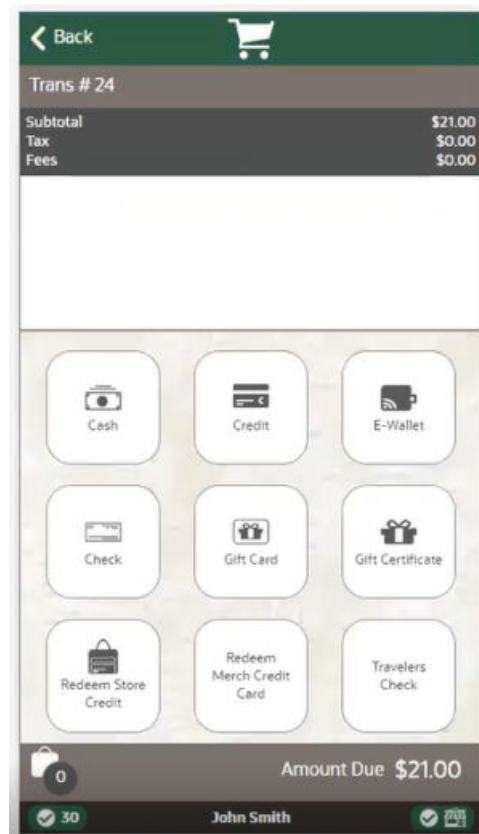 Back
Trans # 24
Subtotal $21.00
Tax $0.00
Fees $0.00
Cash
Credit
E-Wallet
Check
Gift Card
Gift Certificate
Redeem Store
Credit
Redeem
Merch Credit
Card
Travelers
Check
0
Amount Due $21.00
30
John Smith